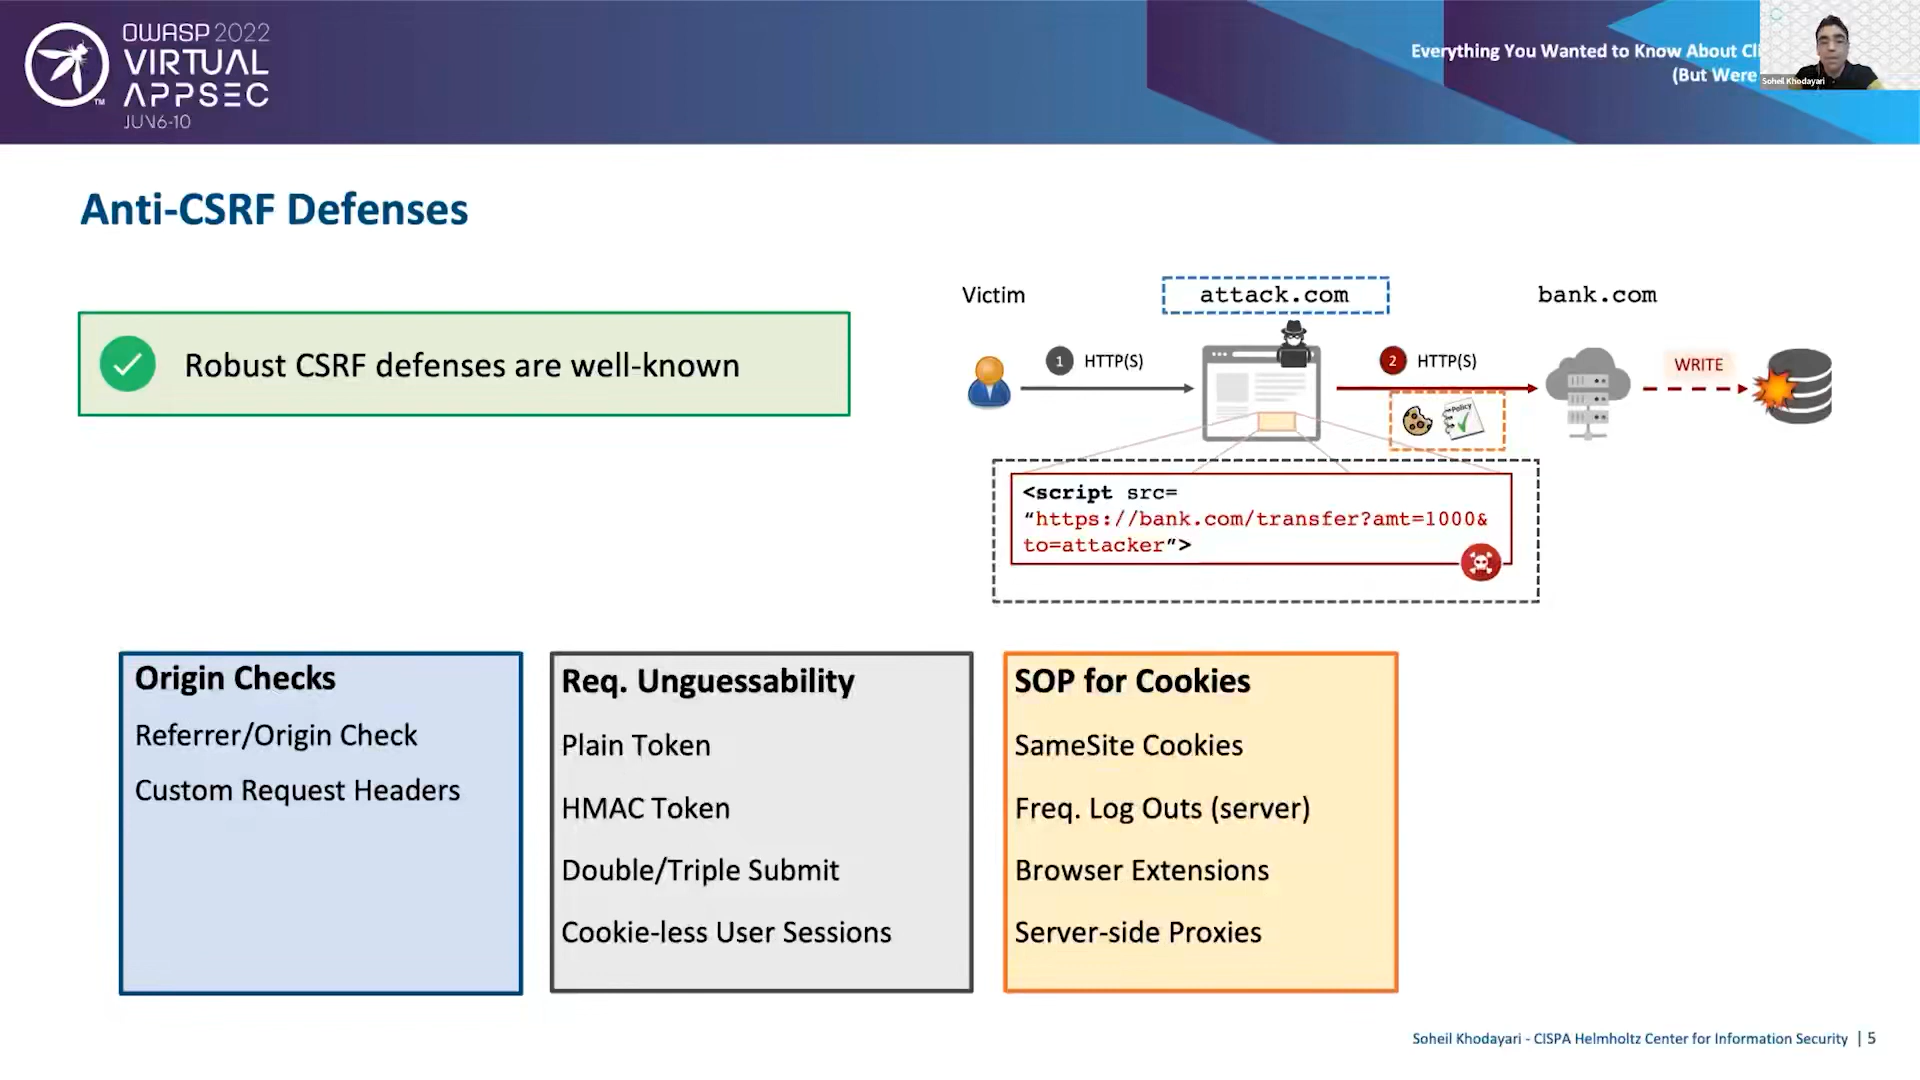 OWASP 2022
VIRTUAL
APPSEC
TM
JUN6-10
Everything You Wanted to Know About Cli
(But Were
Soheil Khodayari
Anti-CSRF Defenses
Robust CSRF defenses are well-known
Victim
attack.com
bank.com
1 HTTP(S)
2 HTTP(S)
WRITE
Policy
<script src=
“https://bank.com/transfer?amt=1000&
to=attacker”>
Origin Checks
Referrer/Origin Check
Custom Request Headers
Req. Unguessability
Plain Token
HMAC Token
Double/Triple Submit
Cookie-less User Sessions
SOP for Cookies
SameSite Cookies
Freq. Log Outs (server)
Browser Extensions
Server-side Proxies
Soheil Khodayari - CISPA Helmholtz Center for Information Security | 5